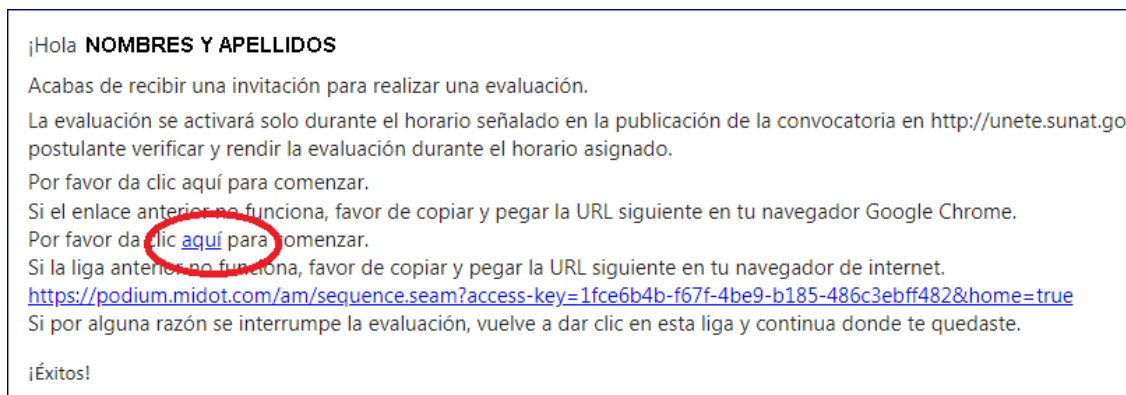 ¡Hola NOMBRES Y APELLIDOS
Acabas de recibir una invitación para realizar una evaluación.
La evaluación se activará solo durante el horario señalado en la publicación de la convocatoria en http://unete.sunat.go
postulante verificar y rendir la evaluación durante el horario asignado.
Por favor da clic aquí para comenzar.
Si el enlace anterior no funciona, favor de copiar y pegar la URL siguiente en tu navegador Google Chrome.
Por favor da clic aquí para comenzar.
Si la liga anterior no funciona, favor de copiar y pegar la URL siguiente en tu navegador de internet.
https://podium.midot.com/am/sequence.seam?access-key=1fce6b4b-f67f-4be9-b185-486c3ebff482&home=true
Si por alguna razón se interrumpe la evaluación, vuelve a dar clic en esta liga y continua donde te quedaste.
¡Éxitos!